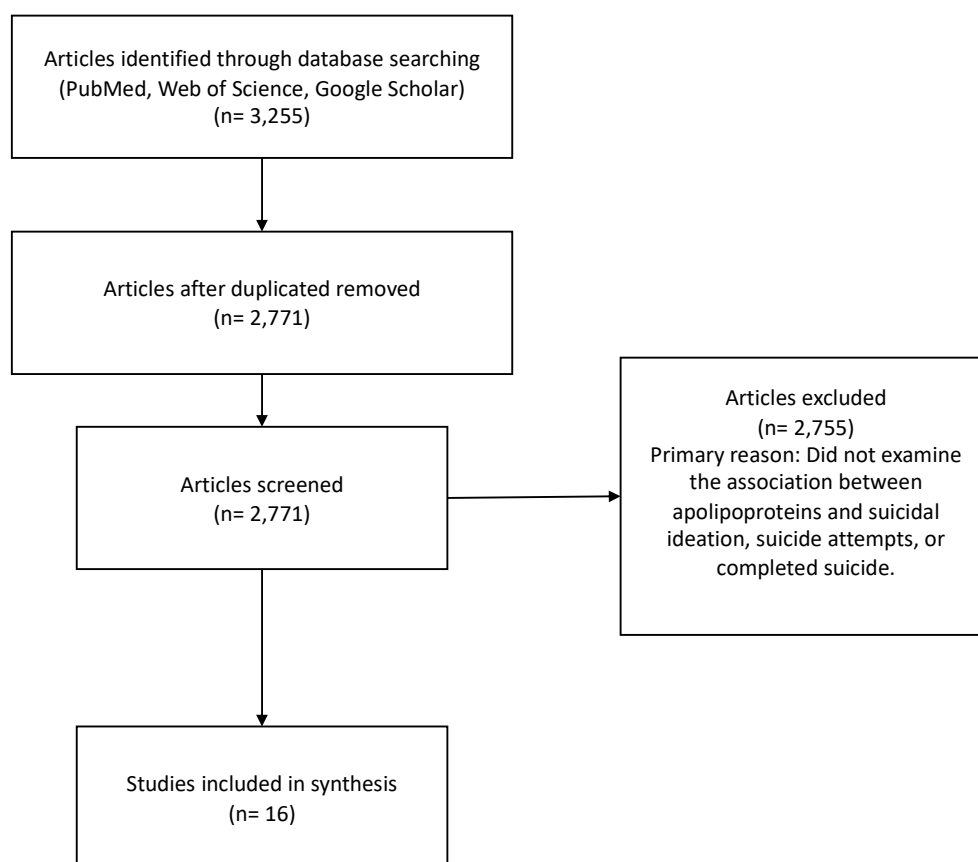 Articles identified through database searching
(PubMed, Web of Science, Google Scholar)
(n= 3,255)
Articles after duplicated removed
(n= 2,771)
Articles screened
(n= 2,771)
Articles excluded
(n= 2,755)
Primary reason: Did not examine
the association between
apolipoproteins and suicidal
ideation, suicide attempts, or
completed suicide.
Studies included in synthesis
(n= 16)